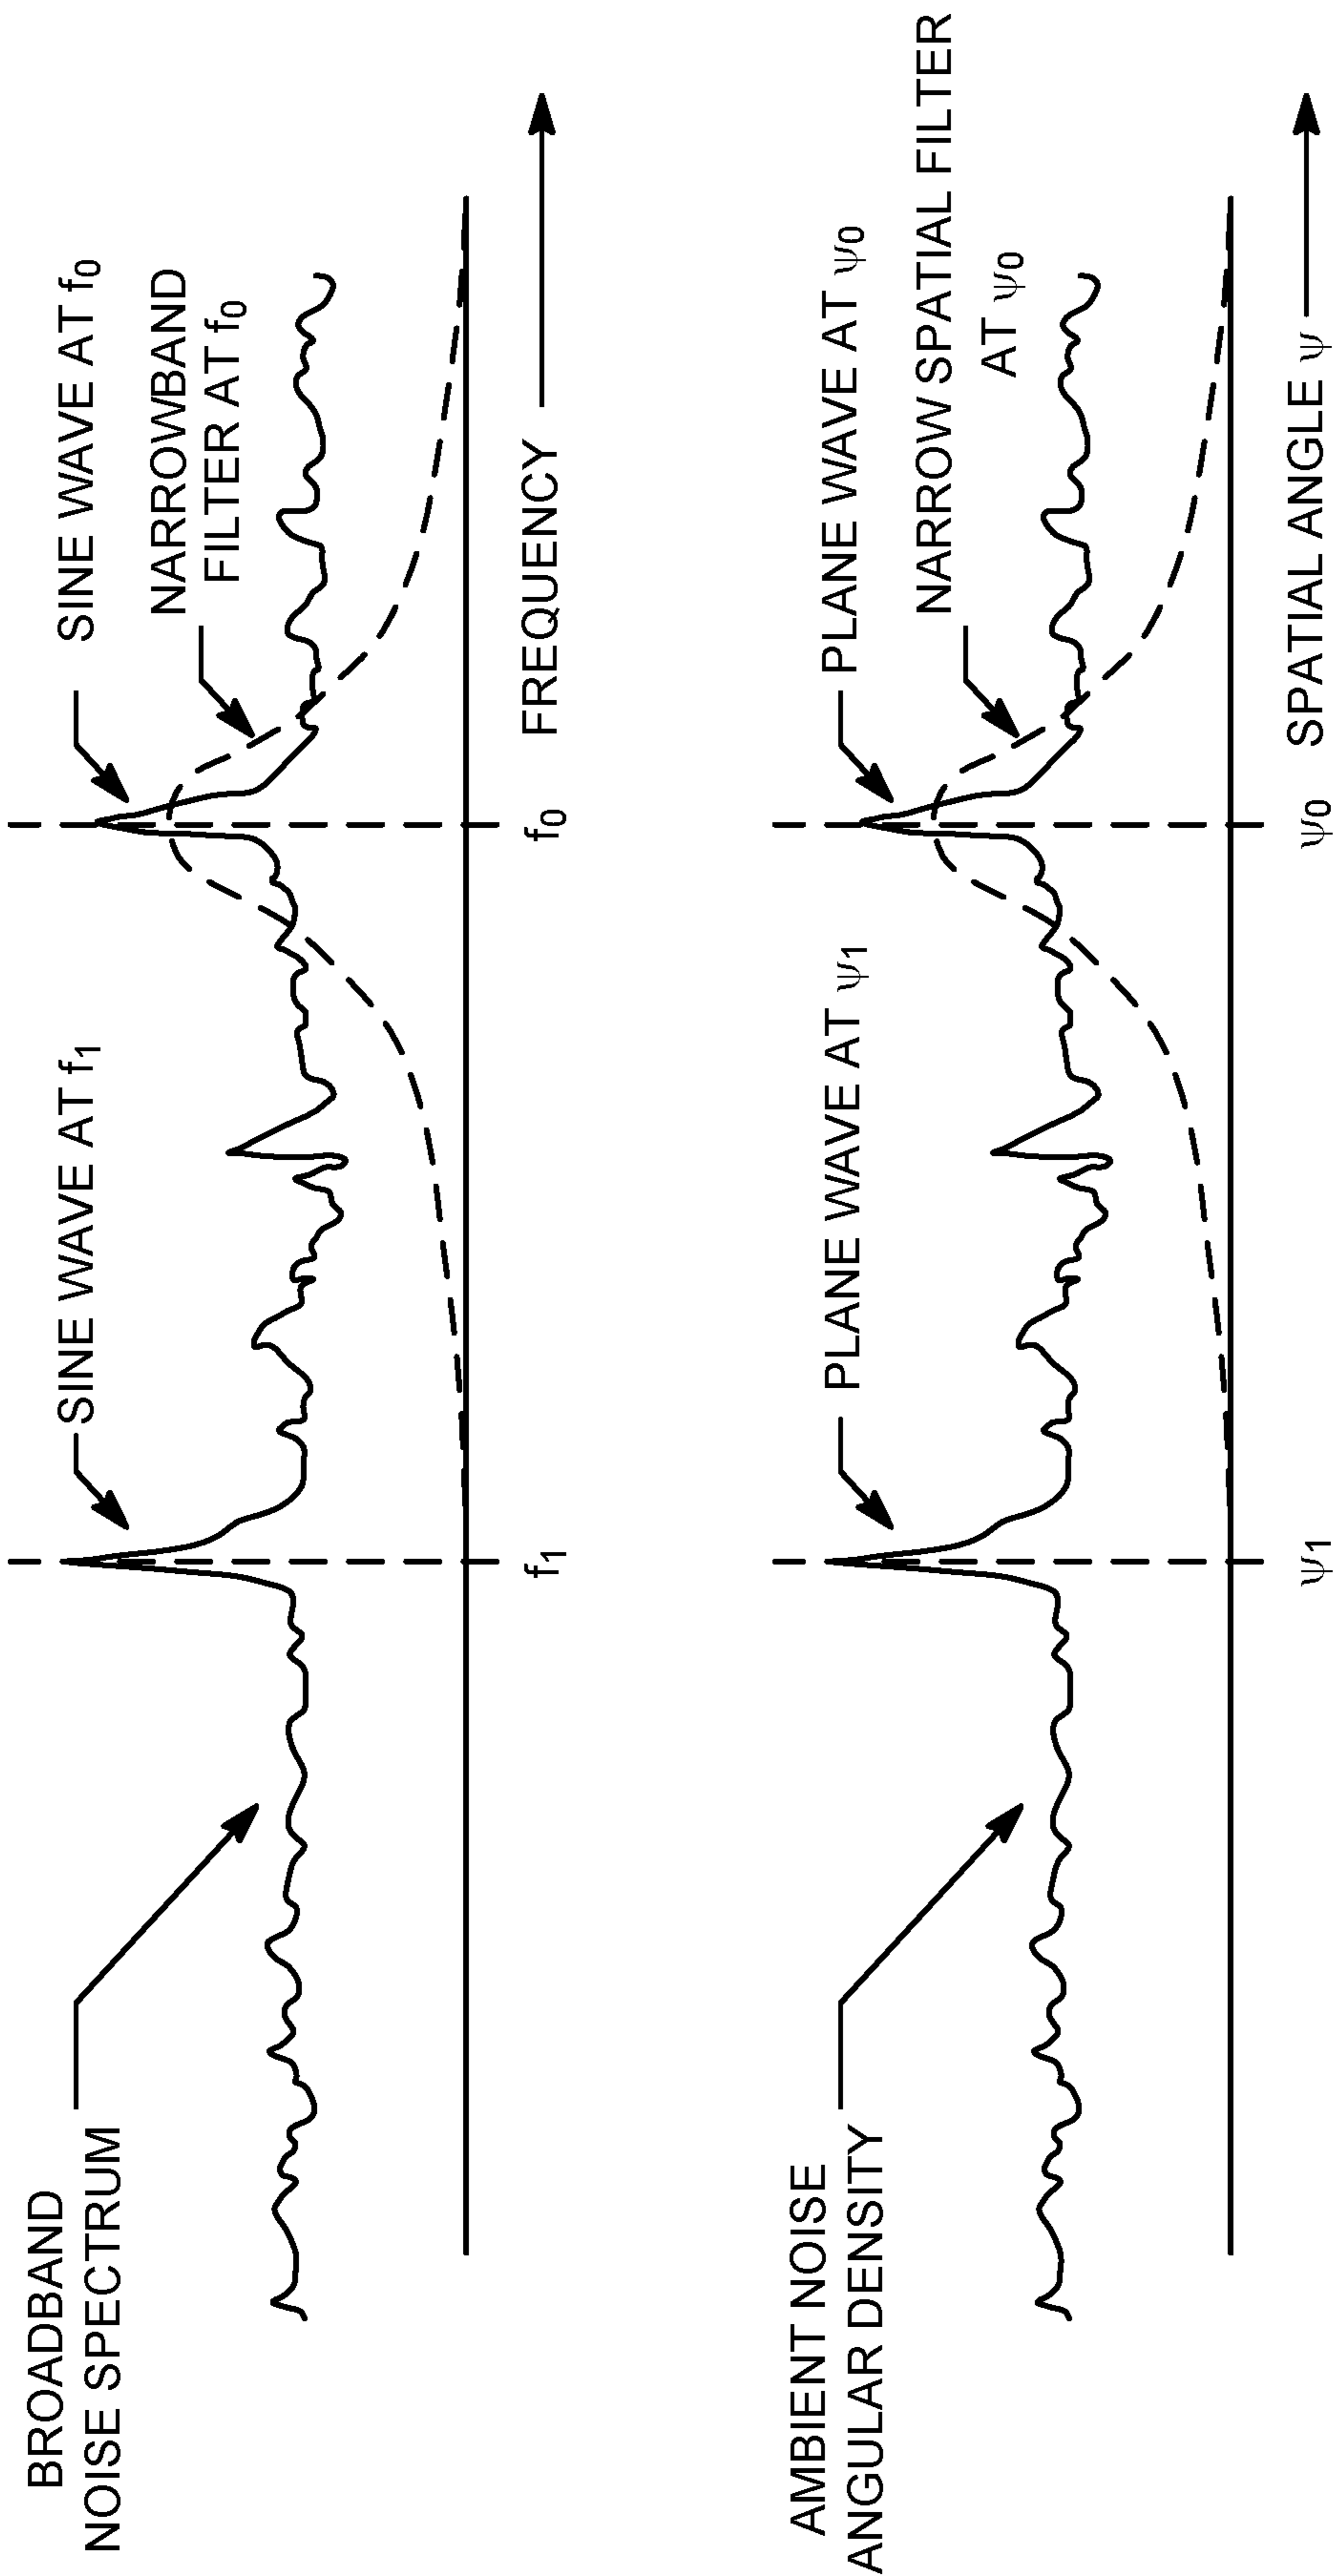 BROADBAND
NOISE SPECTRUM
SINE WAVE AT f1
SINE WAVE AT f0
NARROWBAND
FILTER AT f0
f1
f0
FREQUENCY
AMBIENT NOISE
ANGULAR DENSITY
PLANE WAVE AT ψ1
PLANE WAVE AT ψ0
NARROW SPATIAL FILTER
AT ψ0
ψ1
ψ0
SPATIAL ANGLE ψ